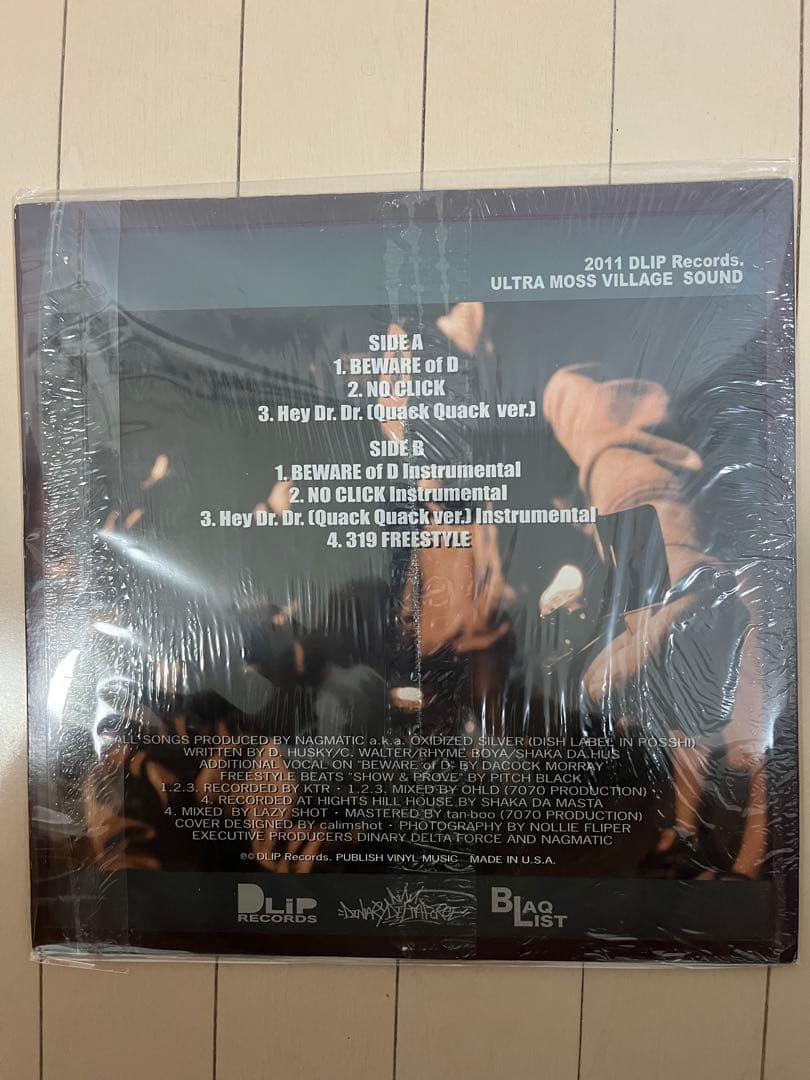 2011 DLIP Records.
ULTRA MOSS VILLAGE SOUND
SIDE A
1. BEWARE of D
2. NO CLICK
3. Hey Dr. Dr. (Quack Quack ver.)
SIDE B
1. BEWARE of D Instrumental
2. NO CLICK Instrumental
3. Hey Dr. Dr. (Quack Quack ver.) Instrumental
4. 319 FREESTYLE
ALL SONGS PRODUCED BY NAGMATIC a.k.a. OXIDIZED SILVER (DISH LABEL IN POSSHI)
WRITTEN BY D. HUSKY/C. WALTER/RHYME BOYA/SHAKA DA HUS
ADDITIONAL VOCAL ON "BEWARE of D" BY DACOCK MORRAY
FREESTYLE BEATS "SHOW & PROVE" BY PITCH BLACK
1.2.3. RECORDED BY KTR・1.2.3. MIXED BY OHLD (7070 PRODUCTION)
4. RECORDED AT HIGHTS HILL HOUSE BY SHAKA DA MASTA
4. MIXED BY LAZY SHOT・MASTERED BY tan-boo (7070 PRODUCTION)
COVER DESIGNED BY calimshot・PHOTOGRAPHY BY NOLLIE FLIPER
EXECUTIVE PRODUCERS DINARY DELTA FORCE AND NAGMATIC
℗© DLIP Records. PUBLISH VINYL MUSIC MADE IN U.S.A.
DLiP RECORDS
DINARY DELTA FORCE
BLAQ LIST